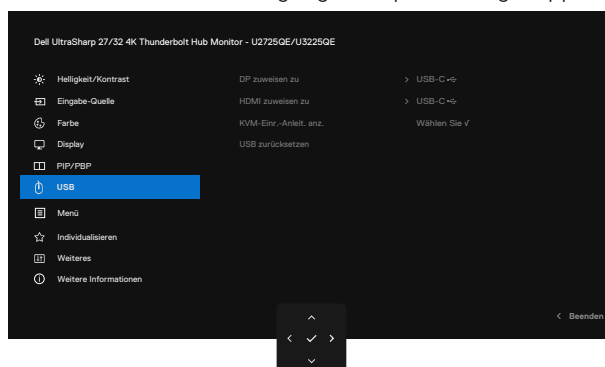 Dell UltraSharp 27/32 4K Thunderbolt Hub Monitor - U2725QE/U3225QE
Helligkeit/Kontrast
DP zuweisen zu > USB-C
Eingabe-Quelle
HDMI zuweisen zu > USB-C
Farbe
KVM-Einr.-Anleit. anz. Wählen Sie √
Display
USB zurücksetzen
PIP/PBP
USB
Menü
Individualisieren
Weiteres
Weitere Informationen
< Beenden